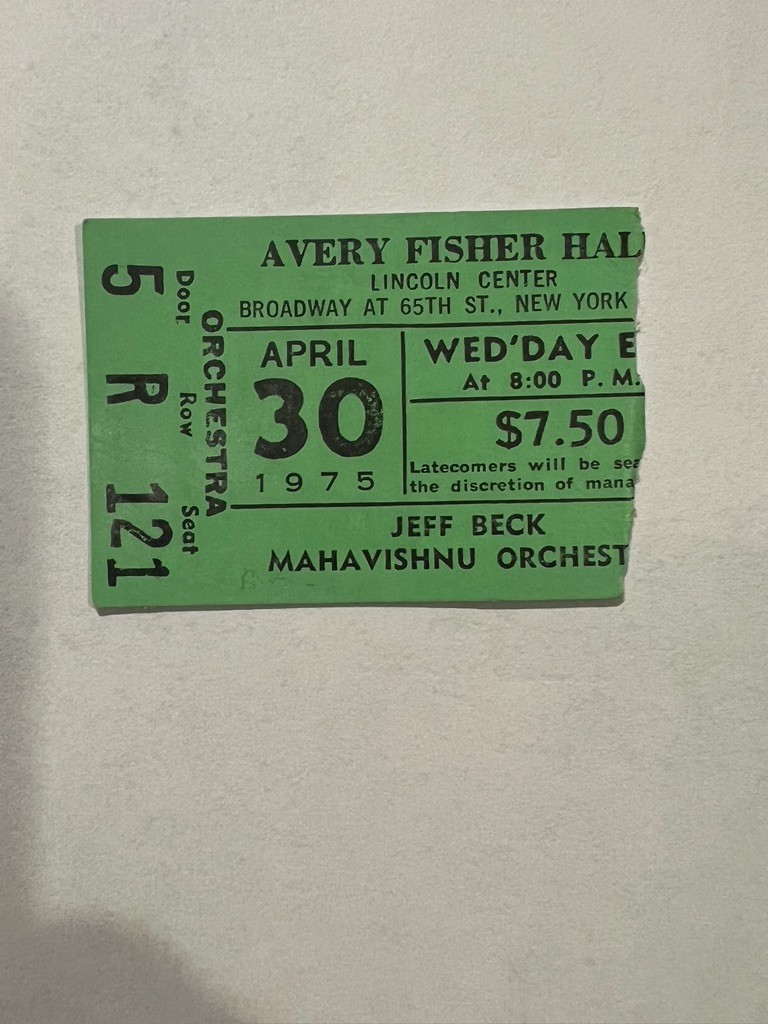 AVERY FISHER HAL
LINCOLN CENTER
BROADWAY AT 65TH ST., NEW YORK
APRIL
30
1975
WED'DAY E
At 8:00 P. M.
$7.50
Latecomers will be sea
the discretion of mana
JEFF BECK
MAHAVISHNU ORCHEST
ORCHESTRA
Door Row Seat
5 R 121